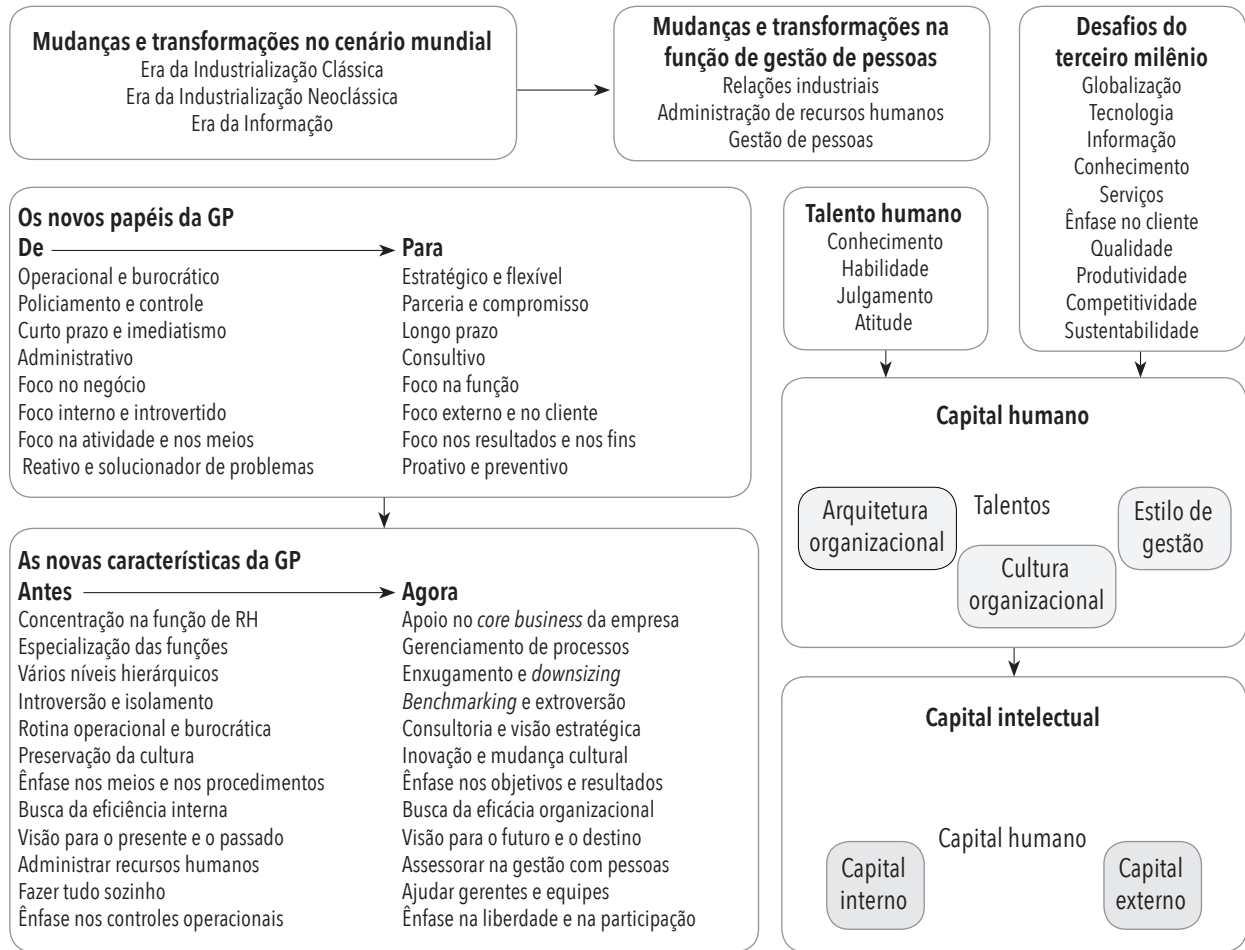 Mudanças e transformações no cenário mundial
Era da Industrialização Clássica
Era da Industrialização Neoclássica
Era da Informação
Mudanças e transformações na
função de gestão de pessoas
Relações industriais
Administração de recursos humanos
Gestão de pessoas
Desafios do
terceiro milênio
Globalização
Tecnologia
Informação
Conhecimento
Serviços
Ênfase no cliente
Qualidade
Produtividade
Competitividade
Sustentabilidade
Os novos papéis da GP
De Para
Operacional e burocrático Estratégico e flexível
Policiamento e controle Parceria e compromisso
Curto prazo e imediatismo Longo prazo
Administrativo Consultivo
Foco no negócio Foco na função
Foco interno e introvertido Foco externo e no cliente
Foco na atividade e nos meios Foco nos resultados e nos fins
Reativo e solucionador de problemas Proativo e preventivo
Talento humano
Conhecimento
Habilidade
Julgamento
Atitude
Capital humano
Arquitetura
organizacional
Talentos
Cultura
organizacional
Estilo de
gestão
As novas características da GP
Antes Agora
Concentração na função de RH Apoio no core business da empresa
Especialização das funções Gerenciamento de processos
Vários níveis hierárquicos Enxugamento e downsizing
Introversão e isolamento Benchmarking e extroversão
Rotina operacional e burocrática Consultoria e visão estratégica
Preservação da cultura Inovação e mudança cultural
Ênfase nos meios e nos procedimentos Ênfase nos objetivos e resultados
Busca da eficiência interna Busca da eficácia organizacional
Visão para o presente e o passado Visão para o futuro e o destino
Administrar recursos humanos Assessorar na gestão com pessoas
Fazer tudo sozinho Ajudar gerentes e equipes
Ênfase nos controles operacionais Ênfase na liberdade e na participação
Capital intelectual
Capital humano
Capital
interno
Capital
externo